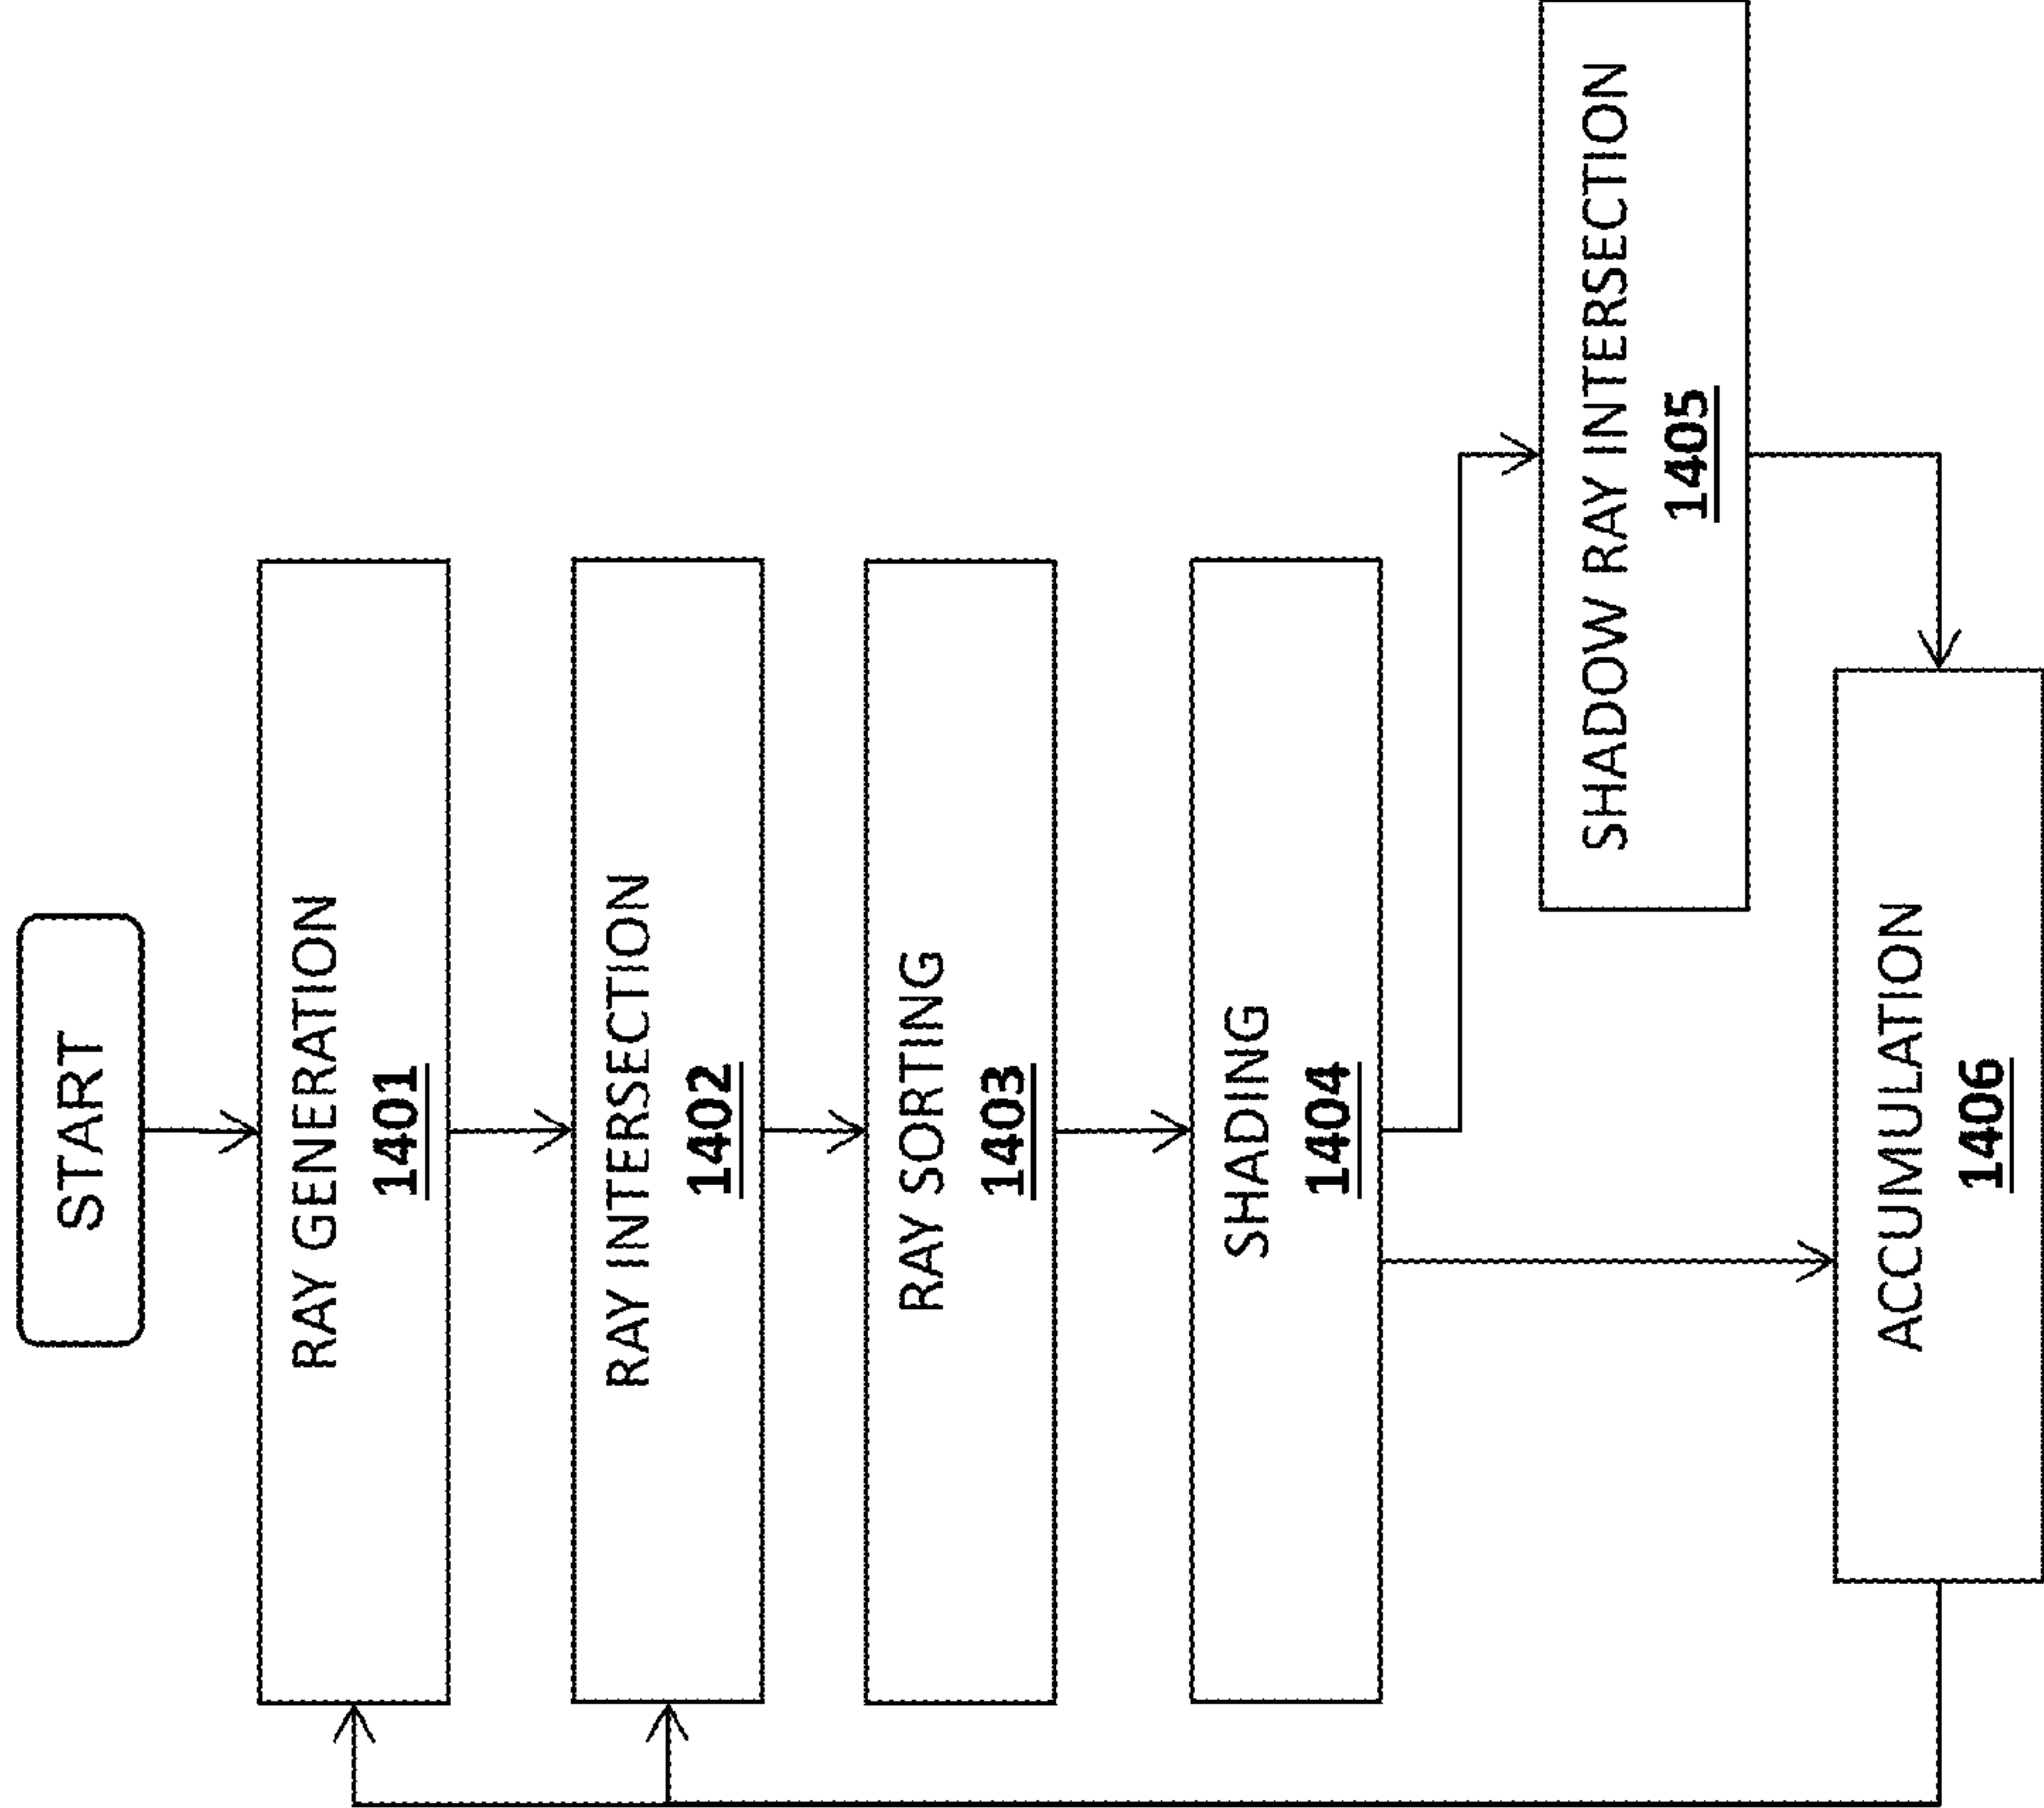 START
RAY GENERATION
1401
RAY INTERSECTION
1402
RAY SORTING
1403
SHADING
1404
SHADOW RAY INTERSECTION
1405
ACCUMULATION
1406